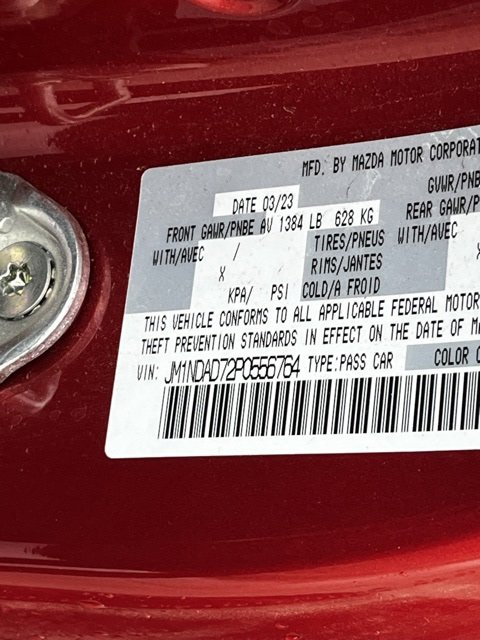 MFD. BY MAZDA MOTOR CORPORAT
DATE 03/23
GVWR/PNB
FRONT GAWR/PNBE AV 1384 LB 628 KG
REAR GAWR/P
WITH/AVEC / TIRES/PNEUS WITH/AVEC
X RIMS/JANTES X
KPA/ PSI COLD/A FROID
THIS VEHICLE CONFORMS TO ALL APPLICABLE FEDERAL MOTOR
THEFT PREVENTION STANDARDS IN EFFECT ON THE DATE OF MA
VIN: JM1NDAD72P0556764 TYPE:PASS CAR COLOR C